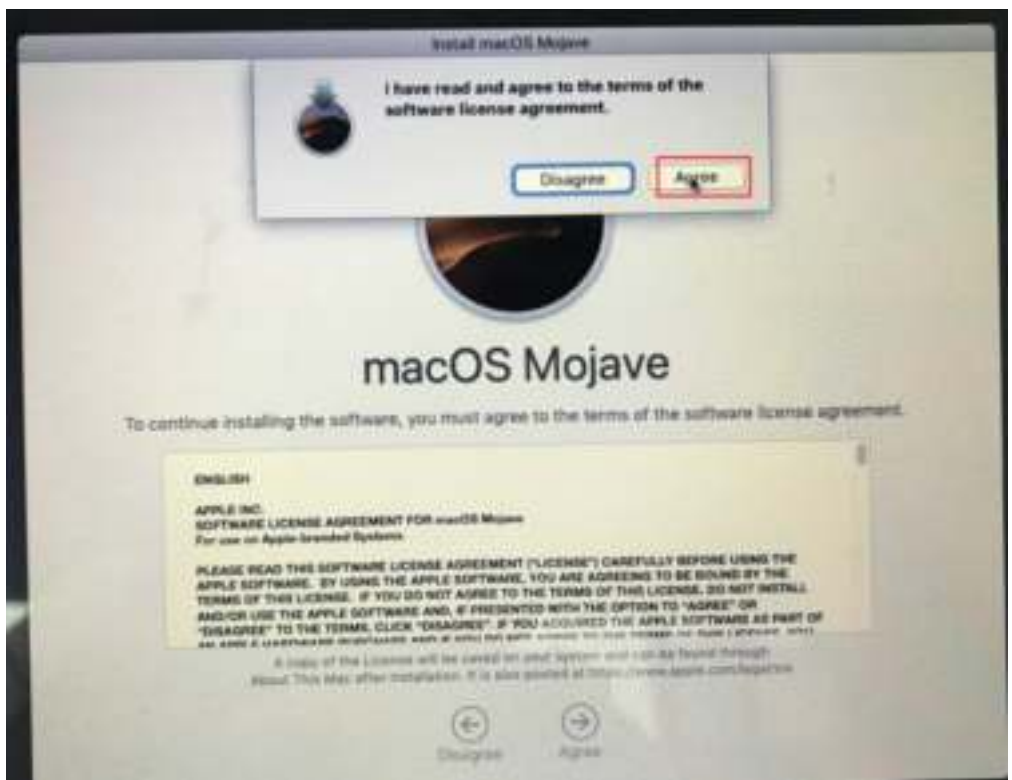 Install macOS Mojave
I have read and agree to the terms of the
software license agreement.
Disagree
Agree
macOS Mojave
To continue installing the software, you must agree to the terms of the software license agreement.
ENGLISH
APPLE INC.
SOFTWARE LICENSE AGREEMENT FOR macOS Mojave
For use on Apple-branded Systems
PLEASE READ THIS SOFTWARE LICENSE AGREEMENT ("LICENSE") CAREFULLY BEFORE USING THE
APPLE SOFTWARE. BY USING THE APPLE SOFTWARE, YOU ARE AGREEING TO BE BOUND BY THE
TERMS OF THIS LICENSE. IF YOU DO NOT AGREE TO THE TERMS OF THIS LICENSE, DO NOT INSTALL
AND/OR USE THE APPLE SOFTWARE AND, IF PRESENTED WITH THE OPTION TO "AGREE" OR
"DISAGREE" TO THE TERMS, CLICK "DISAGREE". IF YOU ACQUIRED THE APPLE SOFTWARE AS PART OF
A copy of the License will be saved on your system and can be found through
About This Mac after installation. It is also posted at
Disagree
Agree